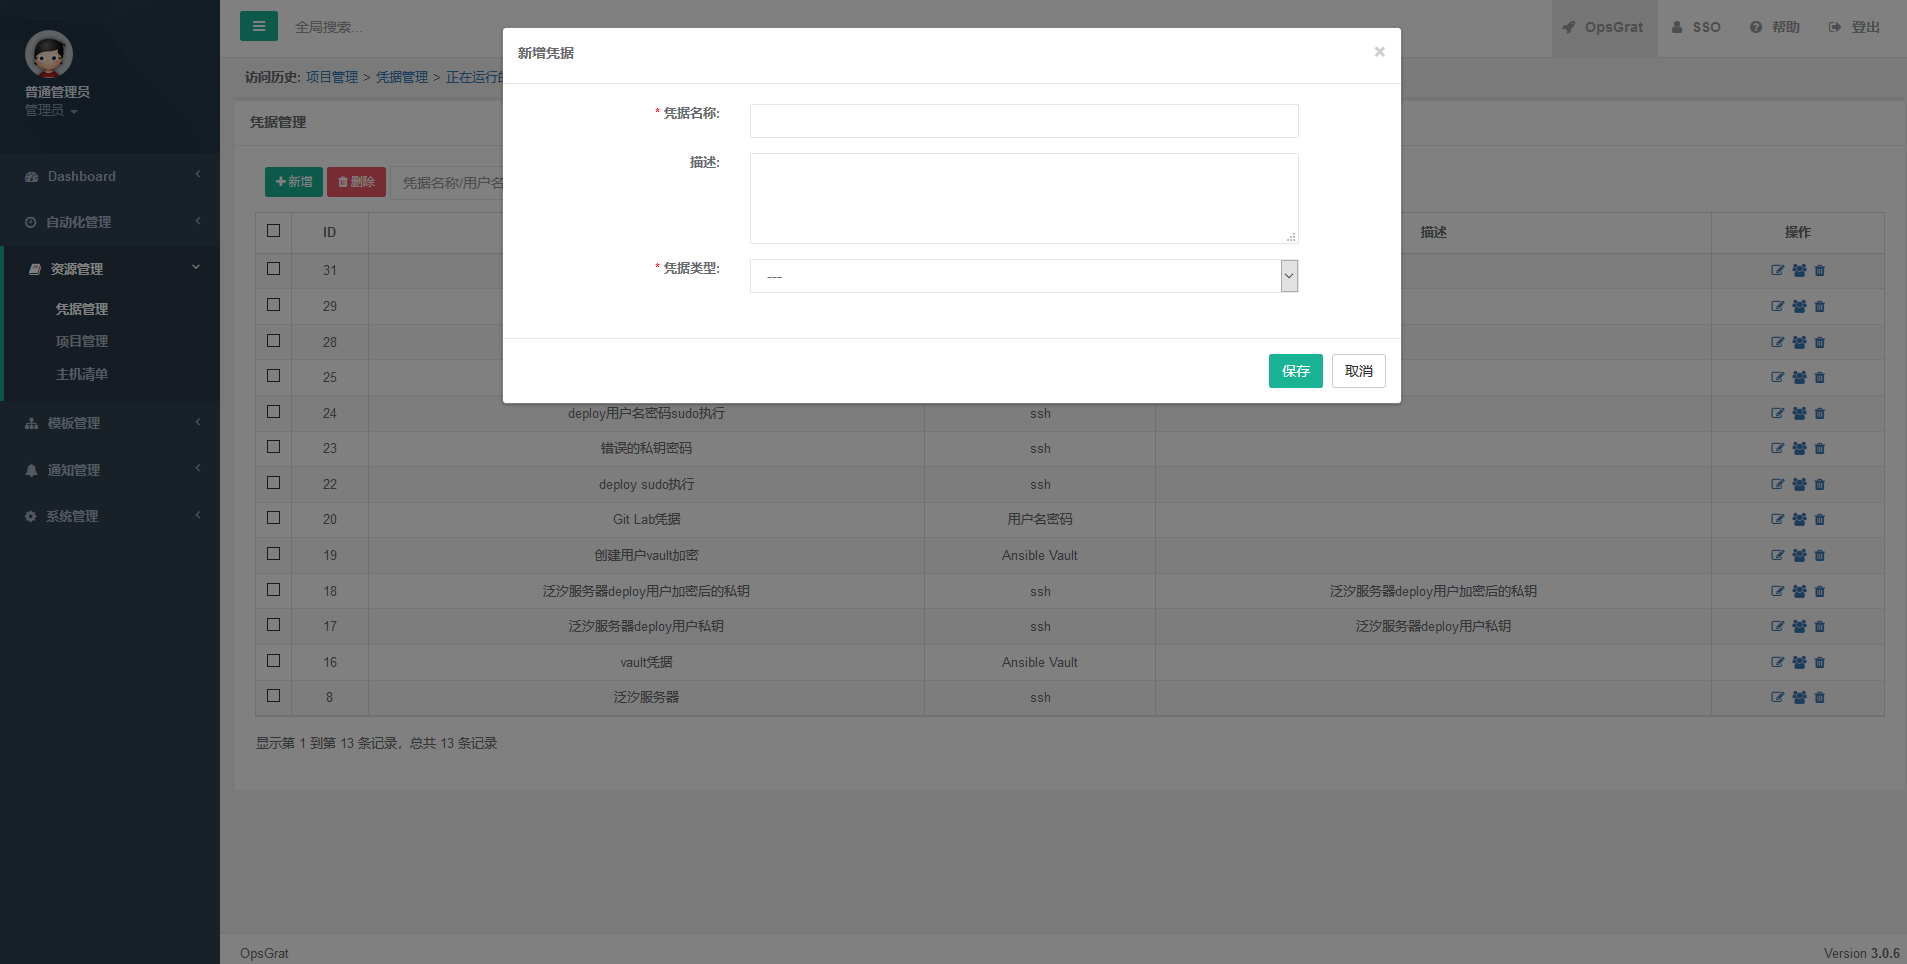 普通管理员
管理员
Dashboard
自动化管理
资源管理
凭据管理
项目管理
主机清单
模板管理
通知管理
系统管理
全局搜索...
OpsGrat
SSO
帮助
登出
访问历史: 项目管理 > 凭据管理 > 正在运行
凭据管理
新增
删除
凭据名称/用户名
新增凭据
×
* 凭据名称:
描述:
* 凭据类型:
---
保存
取消
ID 描述 操作
31
29
28
25
24 deploy用户名密码sudo执行 ssh
23 错误的私钥密码 ssh
22 deploy sudo执行 ssh
20 Git Lab凭据 用户名密码
19 创建用户vault加密 Ansible Vault
18 泛汐服务器deploy用户加密后的私钥 ssh 泛汐服务器deploy用户加密后的私钥
17 泛汐服务器deploy用户私钥 ssh 泛汐服务器deploy用户私钥
16 vault凭据 Ansible Vault
8 泛汐服务器 ssh
显示第 1 到第 13 条记录，总共 13 条记录
OpsGrat
Version 3.0.6